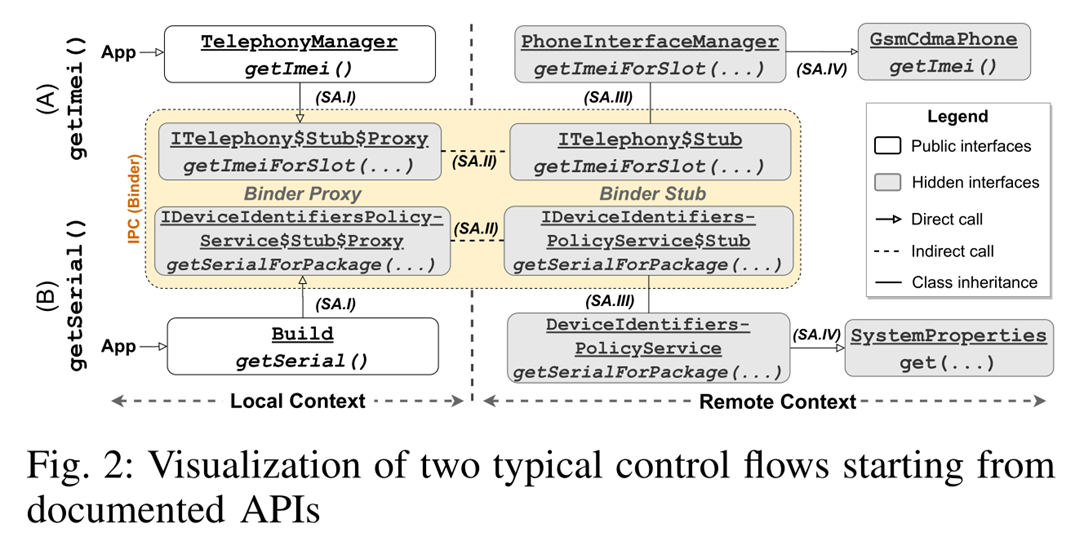 (A)
getImei()
App
TelephonyManager
getImei()
(SA.I)
PhoneInterfaceManager
getImeiForSlot(...)
(SA.III)
(SA.IV)
GsmCdmaPhone
getImei()
IPC (Binder)
ITelephony$Stub$Proxy
getImeiForSlot(...)
(SA.II)
ITelephony$Stub
getImeiForSlot(...)
Binder Proxy
Binder Stub
IDeviceIdentifiersPolicy-
Service$Stub$Proxy
getSerialForPackage(...)
(SA.II)
IDeviceIdentifiers-
PolicyService$Stub
getSerialForPackage(...)
Legend
Public interfaces
Hidden interfaces
Direct call
Indirect call
Class inheritance
(B)
getSerial()
(SA.I)
App
Build
getSerial()
(SA.III)
DeviceIdentifiers-
PolicyService
getSerialForPackage(...)
(SA.IV)
SystemProperties
get(...)
Local Context
Remote Context
Fig. 2: Visualization of two typical control flows starting from
documented APIs